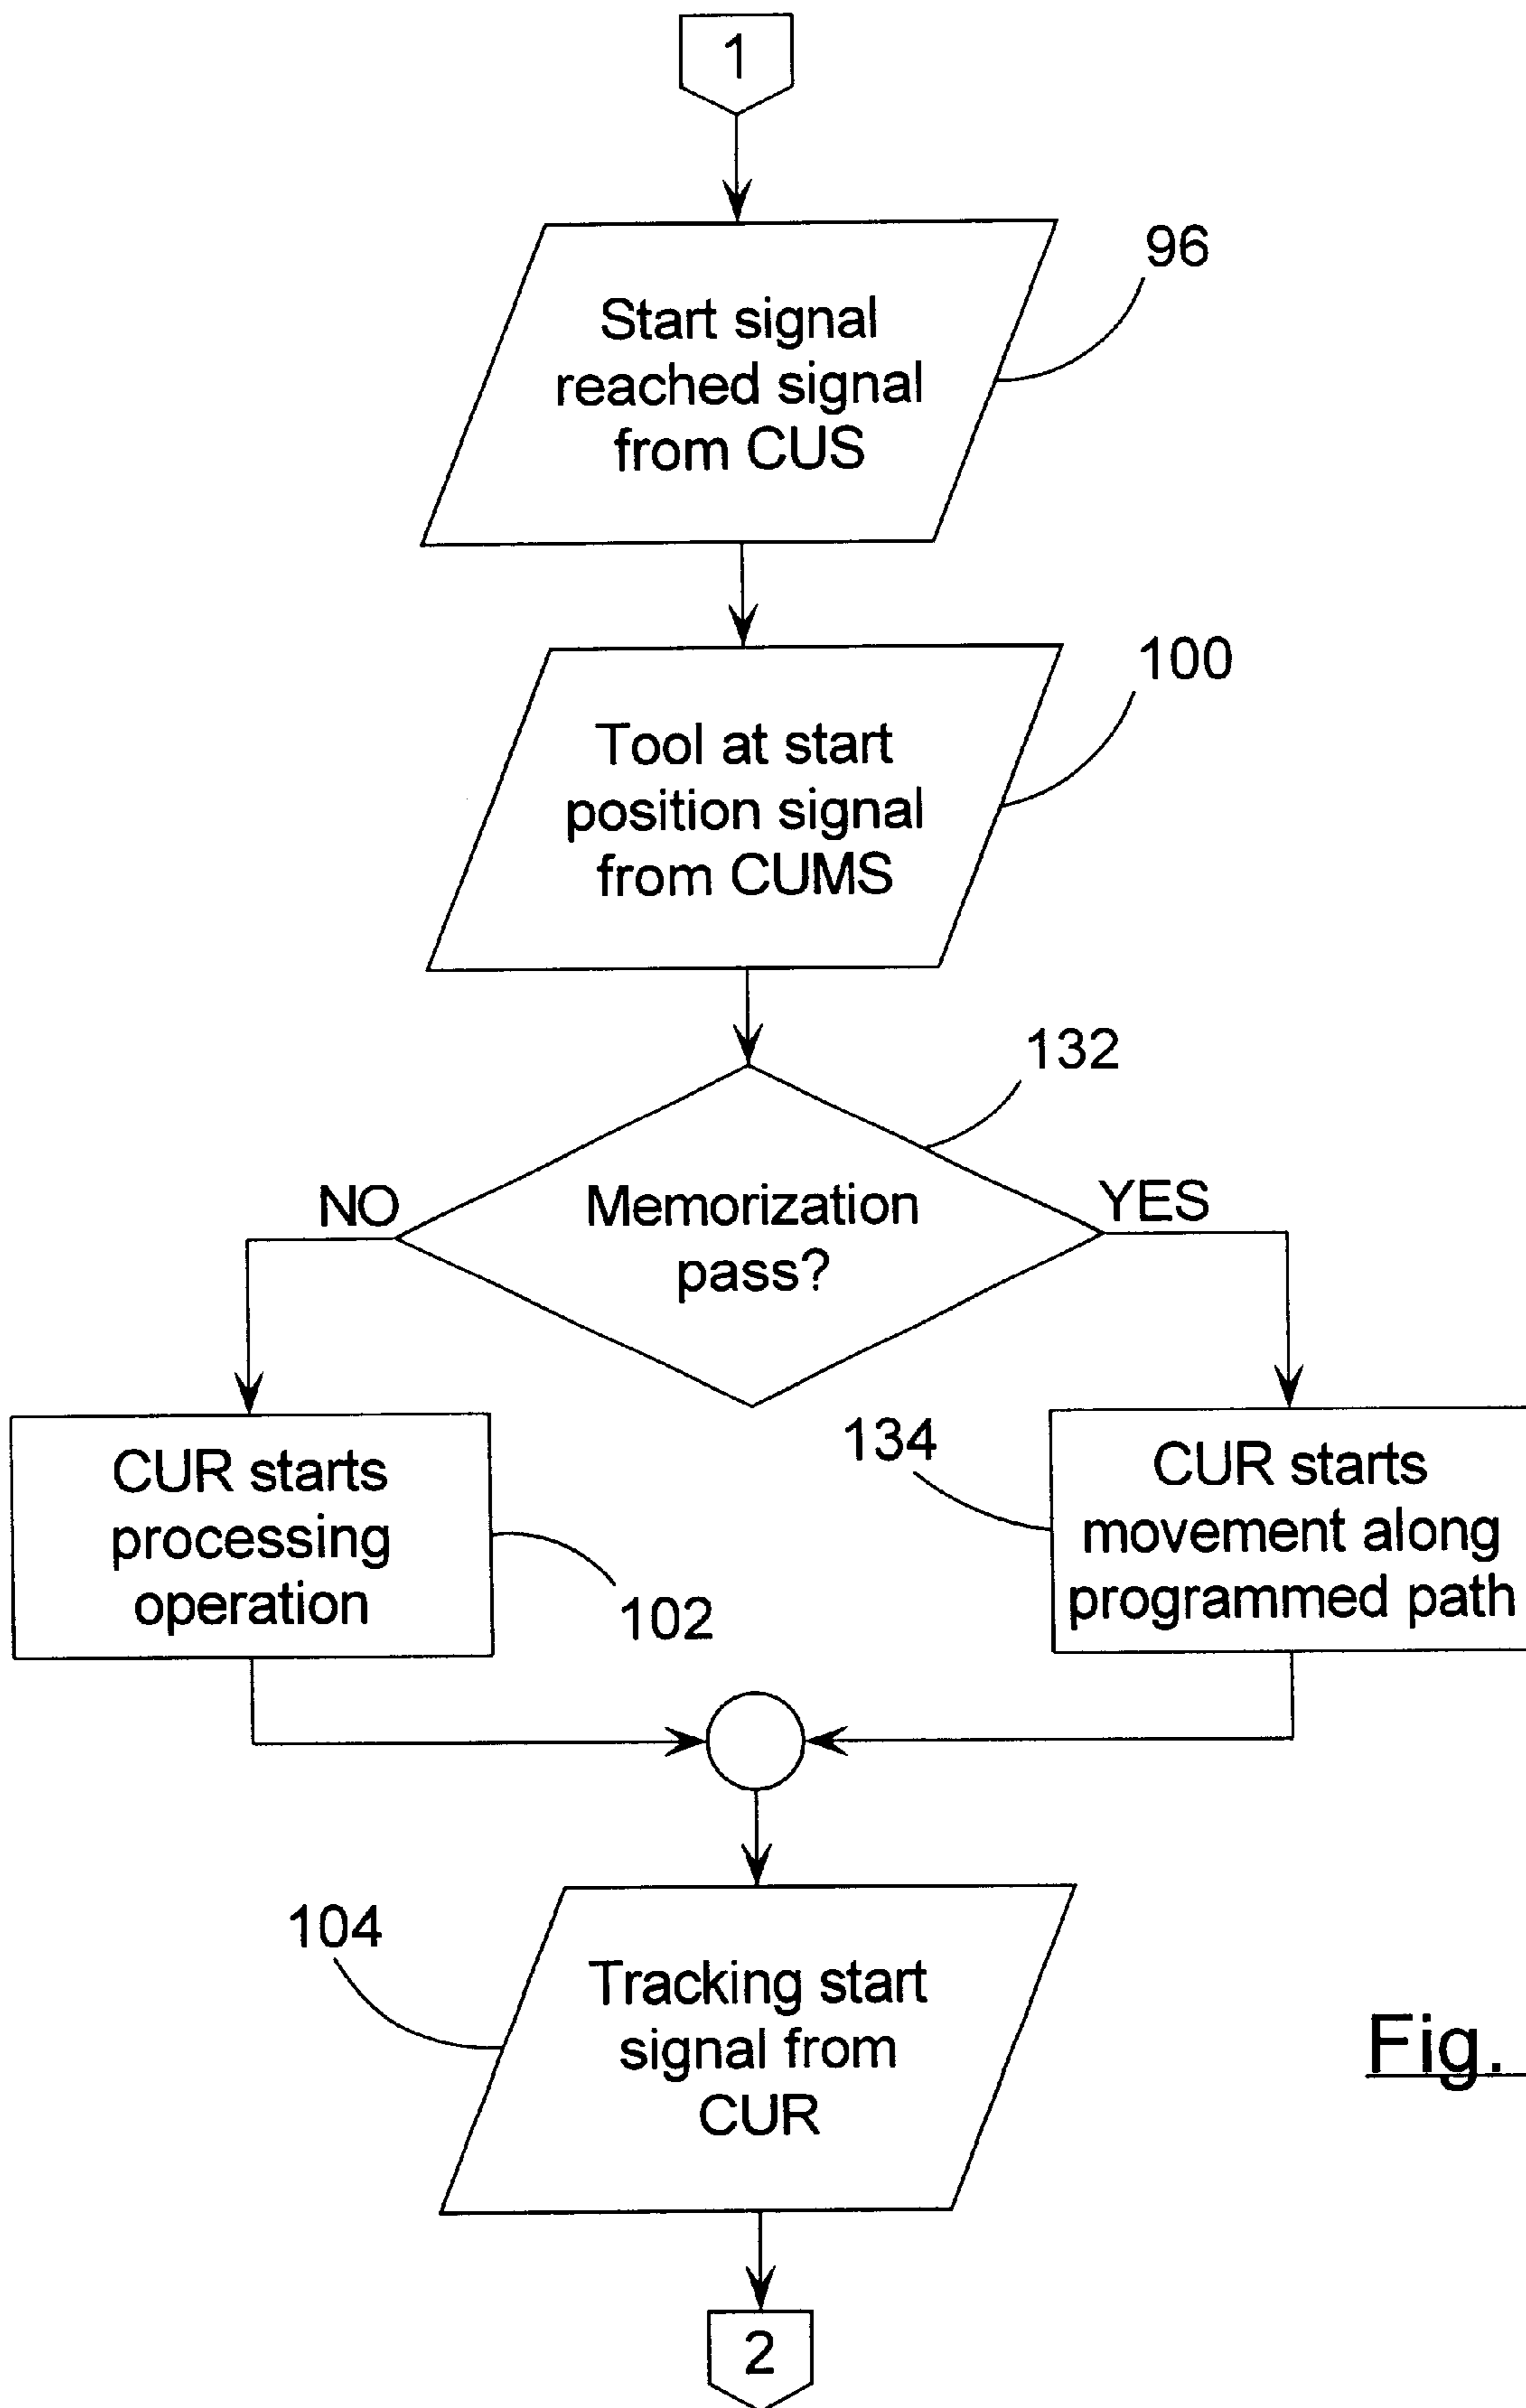 1
96
Start signal
reached signal
from CUS
100
Tool at start
position signal
from CUMS
132
NO
Memorization
pass?
YES
CUR starts
processing
operation
102
134
CUR starts
movement along
programmed path
104
Tracking start
signal from
CUR
Fig.
2